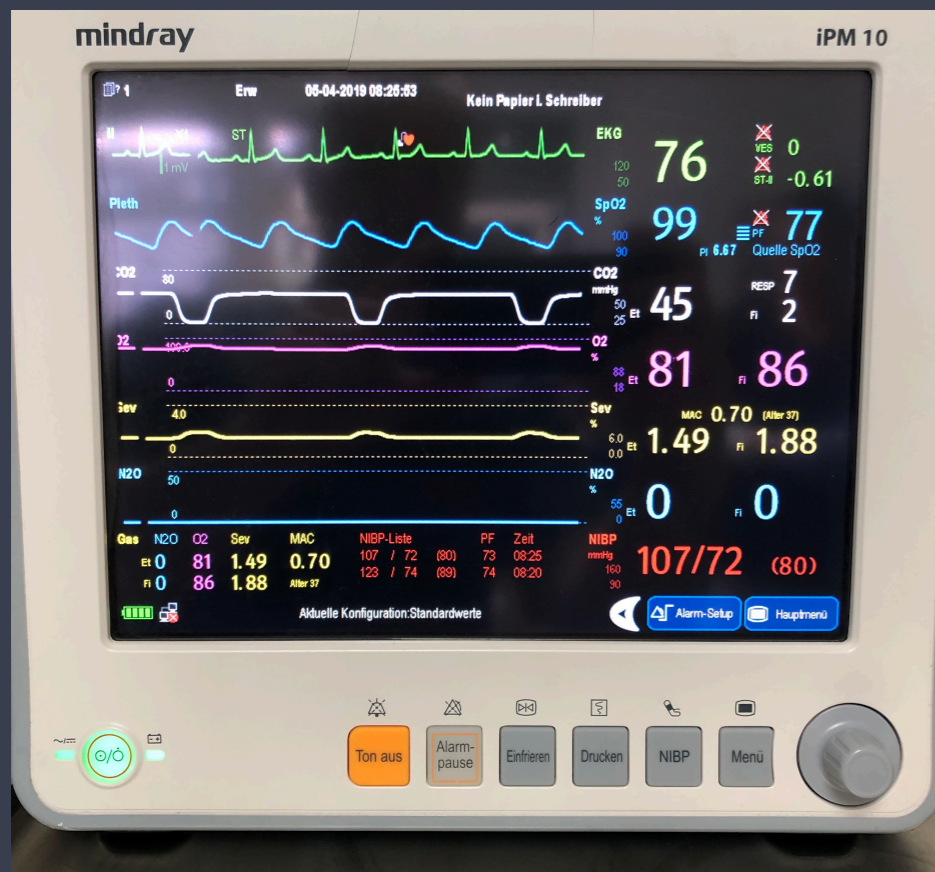 mindray
iPM 10
? 1 Erw 05-04-2019 08:25:53 Kein Papier i. Schreiber
II X1 ST EKG 76 VES 0
1 mV 120 50 ST-II -0.61
Pleth SpO2 99 PF 77
% 100 90 PI 6.67 Quelle SpO2
CO2 80 CO2 RESP 7
mmHg 50 Et 45
0 25 Fi 2
O2 100.0 O2
% 88 Et 81 Fi 86
0 18
Sev 4.0 Sev MAC 0.70 (Alter 37)
% 6.0 Et 1.49 Fi 1.88
0 0.0
N2O 50 N2O
% 55 Et 0 Fi 0
0 0
Gas N2O O2 Sev MAC NIBP-Liste PF Zeit NIBP
Et 0 81 1.49 0.70 107 / 72 (80) 73 08:25 mmHg 107/72 (80)
Fi 0 86 1.88 Alter 37 123 / 74 (89) 74 08:20 160 90
Aktuelle Konfiguration:Standardwerte Alarm-Setup Hauptmenü
Ton aus
Alarm-
pause
Einfrieren
Drucken
NIBP
Menü